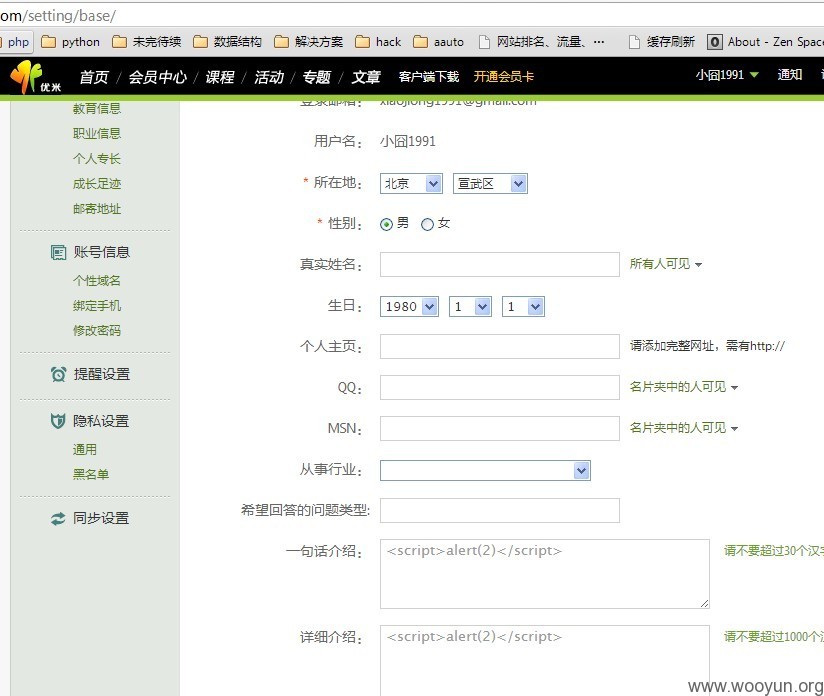 om/setting/base/
php python 未完待续 数据结构 解决方案 hack aauto 网站排名、流量、… 缓存刷新 About - Zen Space
优米 首页 / 会员中心 / 课程 / 活动 / 专题 / 文章 客户端下载 开通会员卡 小囧1991 通知
教育信息
职业信息
个人专长
成长足迹
邮寄地址
账号信息
个性域名
绑定手机
修改密码
提醒设置
隐私设置
通用
黑名单
同步设置
登录邮箱： xiaojiong1991@gmail.com
用户名： 小囧1991
* 所在地： 北京 宣武区
* 性别： 男 女
真实姓名： 所有人可见
生日： 1980 1 1
个人主页： 请添加完整网址，需有http://
QQ： 名片夹中的人可见
MSN： 名片夹中的人可见
从事行业：
希望回答的问题类型:
一句话介绍： <script>alert(2)</script> 请不要超过30个汉字
详细介绍： <script>alert(2)</script> 请不要超过1000个
www.wooyun.org